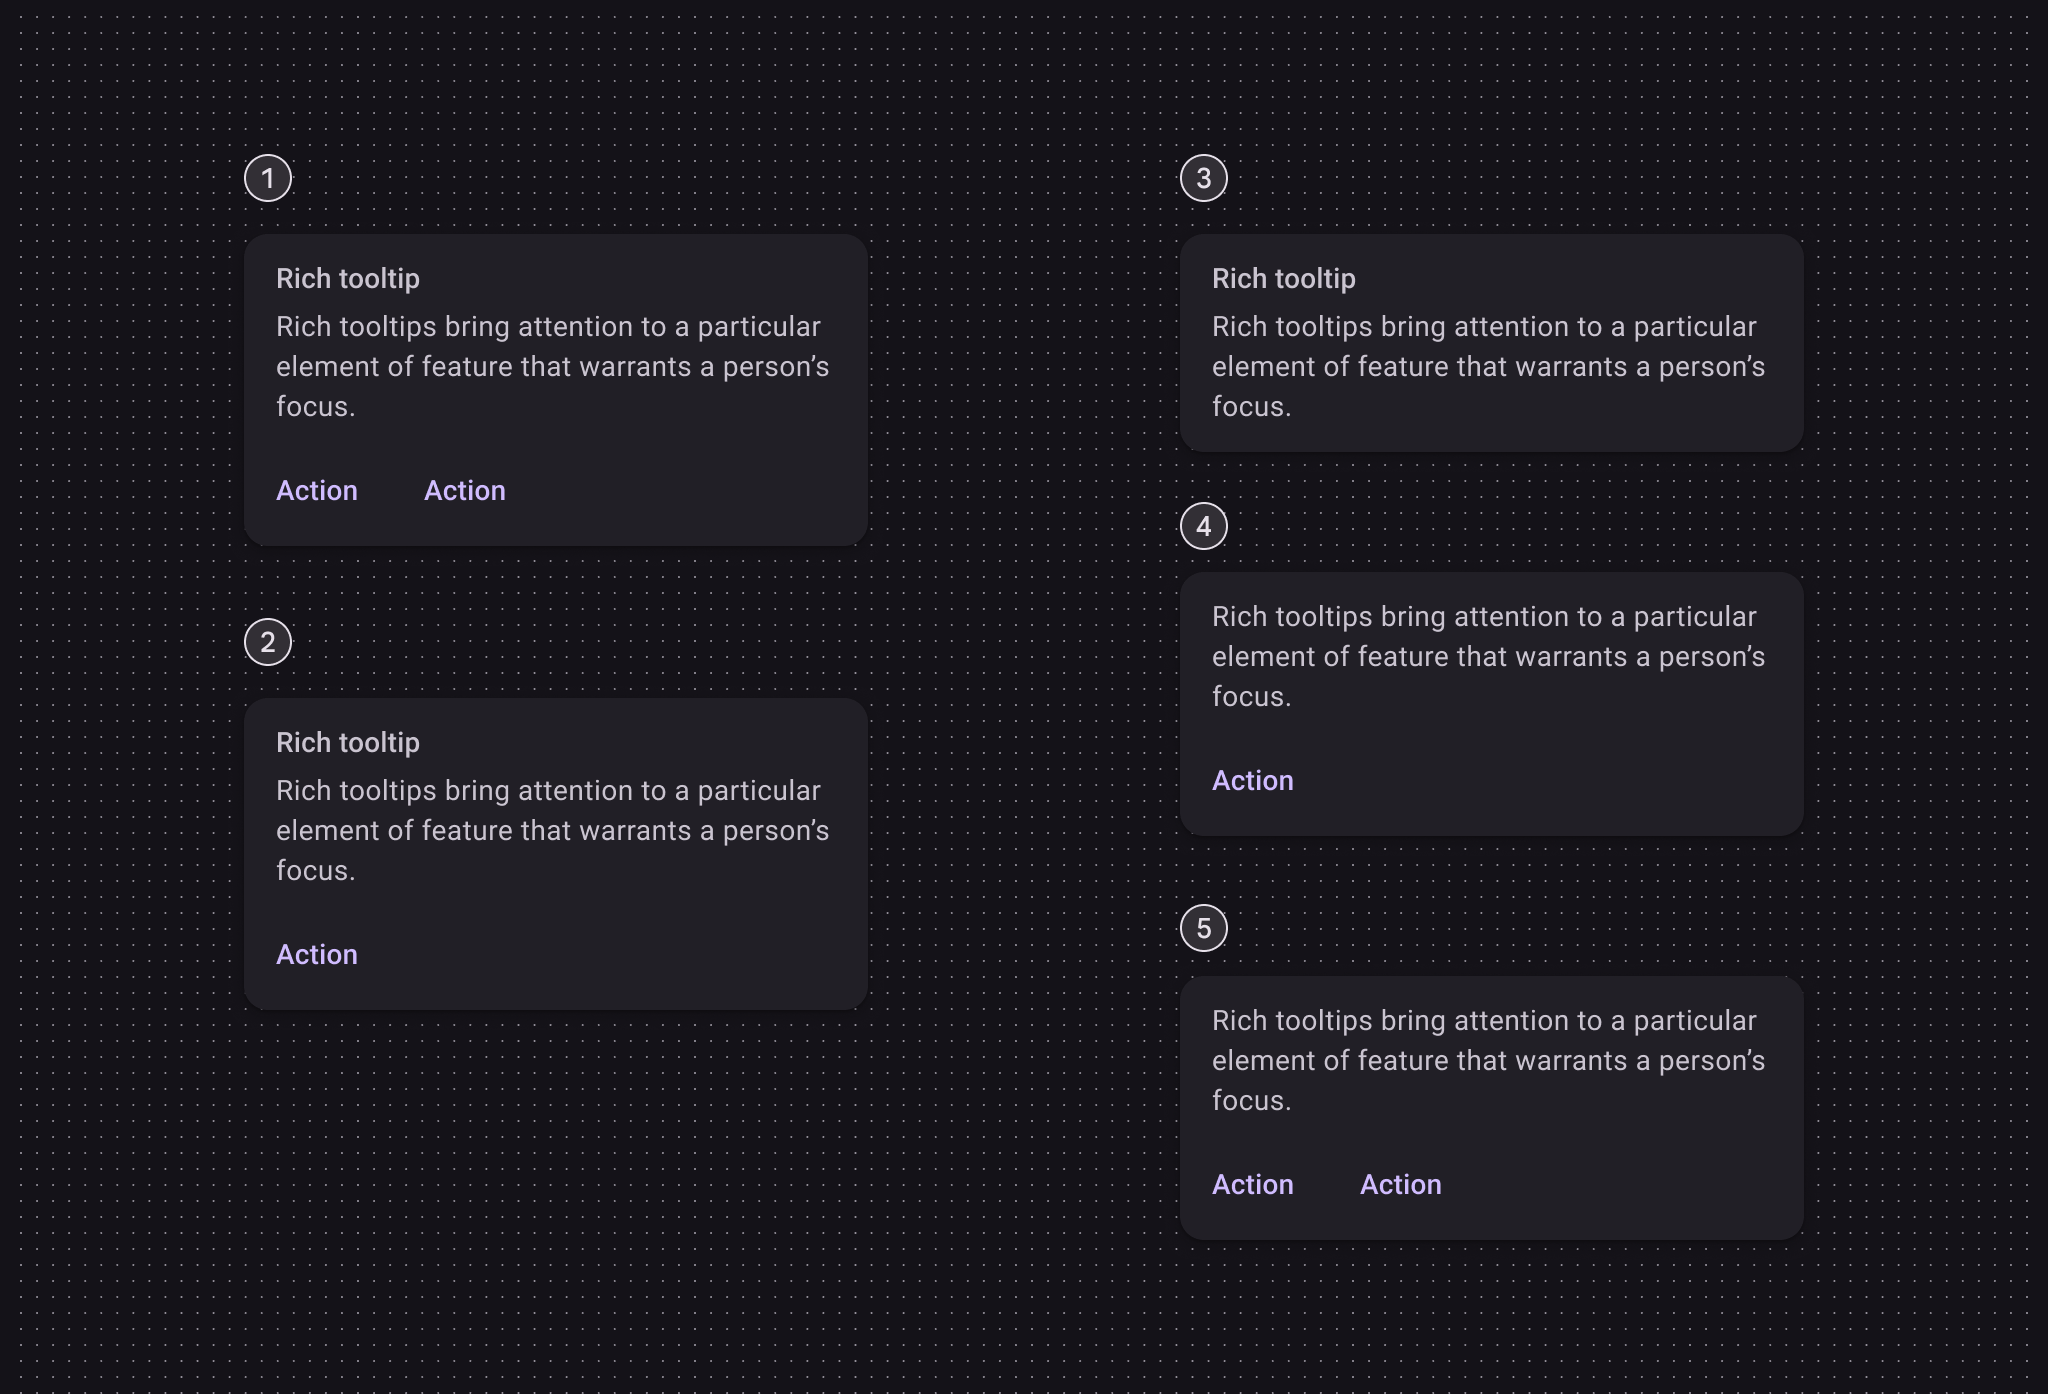 1
Rich tooltip
Rich tooltips bring attention to a particular
element of feature that warrants a person’s
focus.
Action Action
2
Rich tooltip
Rich tooltips bring attention to a particular
element of feature that warrants a person’s
focus.
Action
3
Rich tooltip
Rich tooltips bring attention to a particular
element of feature that warrants a person’s
focus.
4
Rich tooltips bring attention to a particular
element of feature that warrants a person’s
focus.
Action
5
Rich tooltips bring attention to a particular
element of feature that warrants a person’s
focus.
Action Action